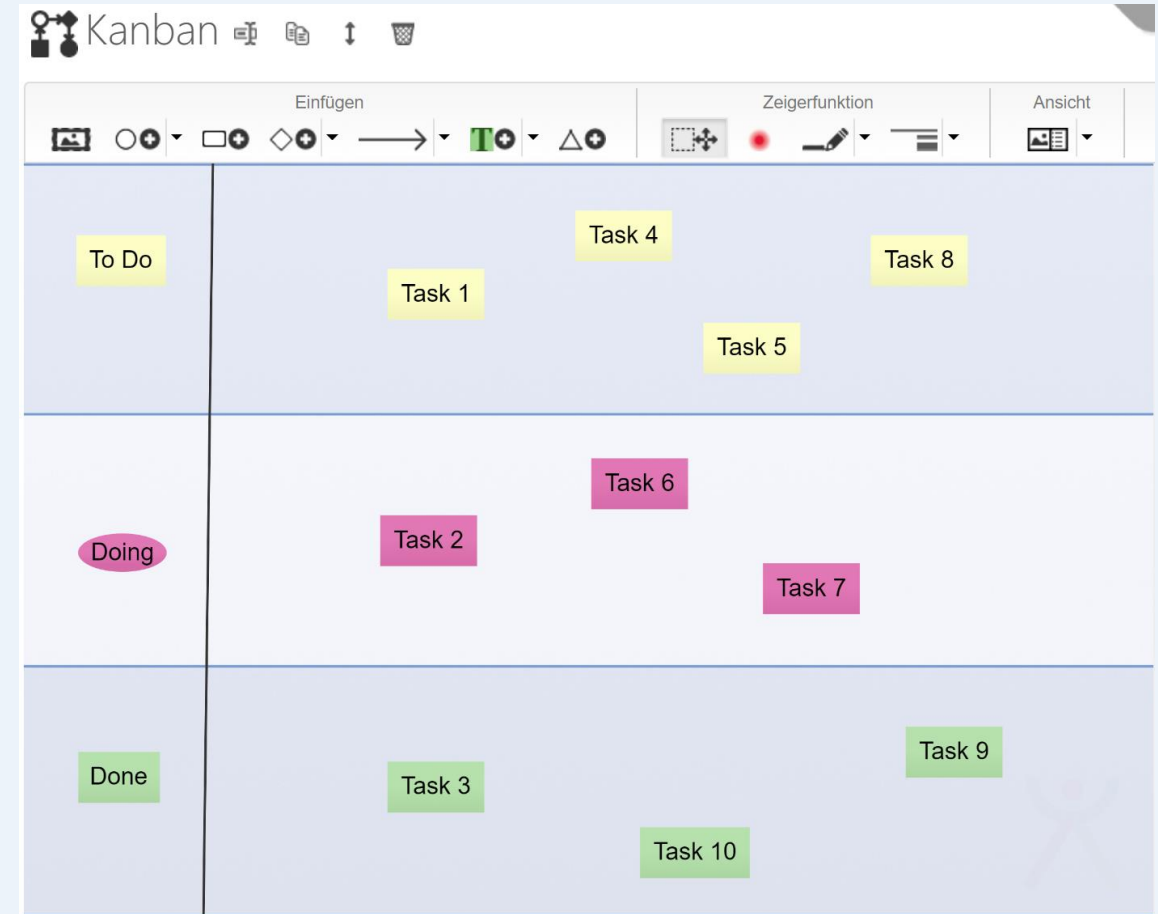 Kanban
Einfügen
Zeigerfunktion
Ansicht
T
To Do
Task 4
Task 8
Task 1
Task 5
Task 6
Doing
Task 2
Task 7
Done
Task 3
Task 9
Task 10